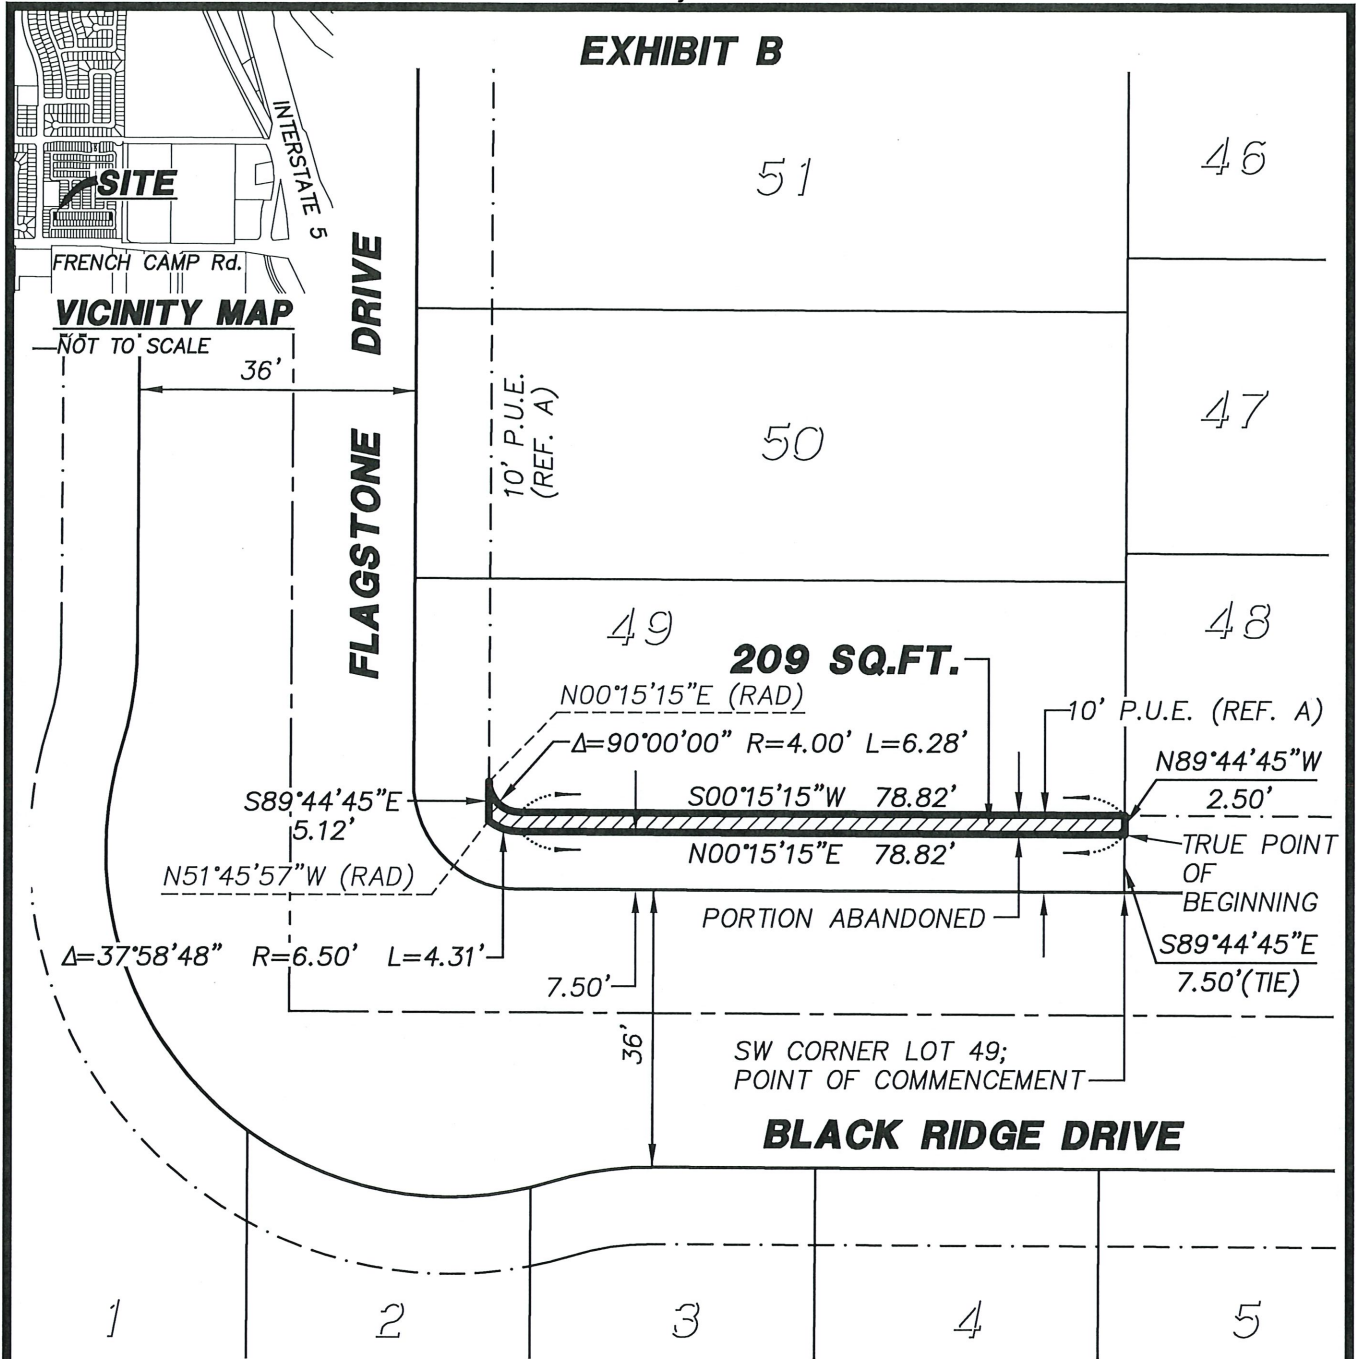 EXHIBIT B
INTERSTATE 5
SITE
FRENCH CAMP Rd.
VICINITY MAP
NOT TO SCALE
36'
FLAGSTONE DRIVE
10' P.U.E.
(REF. A)
51
46
50
47
49
48
209 SQ.FT.
N00°15'15"E (RAD)
10' P.U.E. (REF. A)
Δ=90°00'00" R=4.00' L=6.28'
N89°44'45"W
2.50'
S89°44'45"E
5.12'
S00°15'15"W 78.82'
N00°15'15"E 78.82'
TRUE POINT
OF
BEGINNING
N51°45'57"W (RAD)
PORTION ABANDONED
S89°44'45"E
7.50'(TIE)
Δ=37°58'48" R=6.50' L=4.31'
7.50'
36'
SW CORNER LOT 49;
POINT OF COMMENCEMENT
BLACK RIDGE DRIVE
1
2
3
4
5